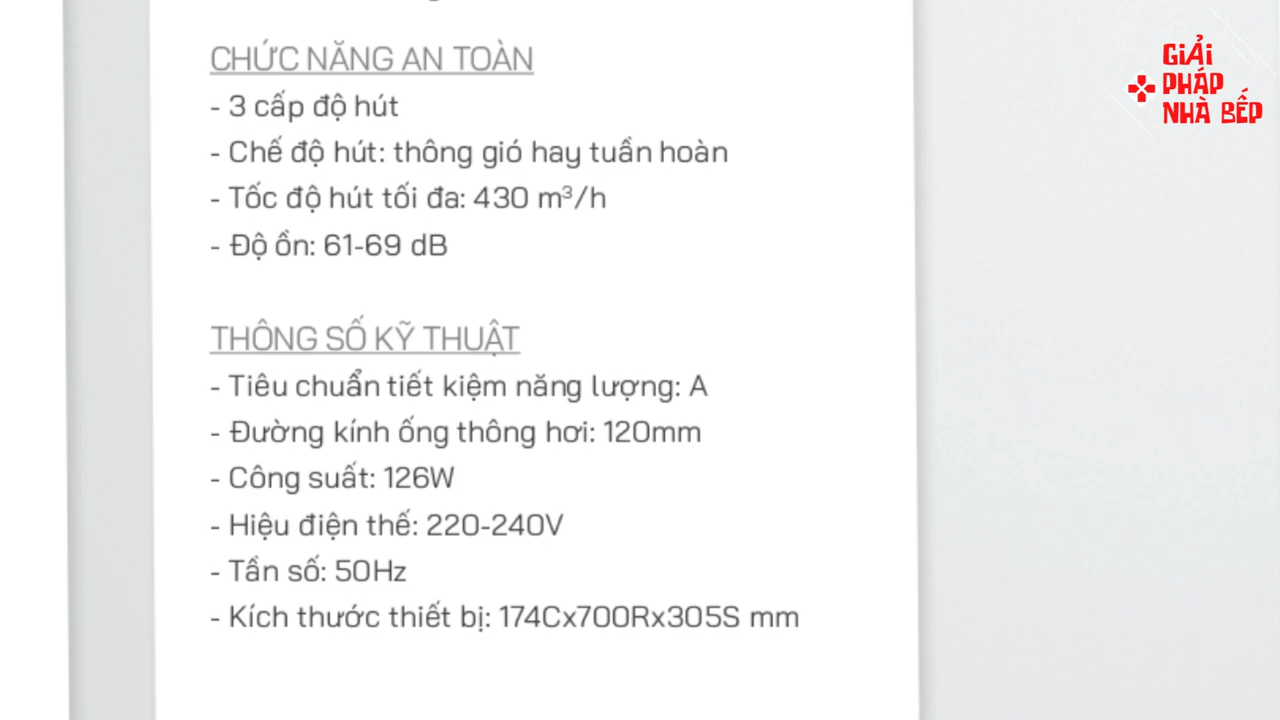 CHỨC NĂNG AN TOÀN
- 3 cấp độ hút
- Chế độ hút: thông gió hay tuần hoàn
- Tốc độ hút tối đa: 430 m³/h
- Độ ồn: 61-69 dB
THÔNG SỐ KỸ THUẬT
- Tiêu chuẩn tiết kiệm năng lượng: A
- Đường kính ống thông hơi: 120mm
- Công suất: 126W
- Hiệu điện thế: 220-240V
- Tần số: 50Hz
- Kích thước thiết bị: 174Cx700Rx305S mm
GIẢI
PHÁP
NHÀ BẾP